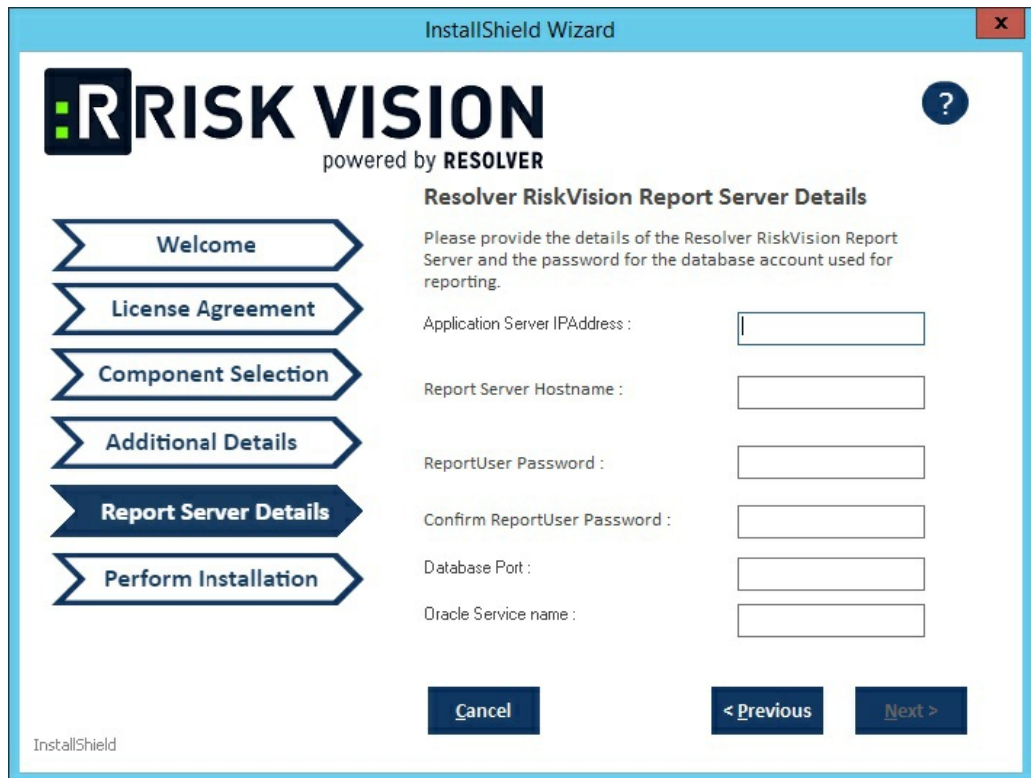 InstallShield Wizard
x
:R RISK VISION
powered by RESOLVER
?
Welcome
License Agreement
Component Selection
Additional Details
Report Server Details
Perform Installation
Resolver RiskVision Report Server Details
Please provide the details of the Resolver RiskVision Report
Server and the password for the database account used for
reporting.
Application Server IPAddress :
Report Server Hostname :
ReportUser Password :
Confirm ReportUser Password :
Database Port :
Oracle Service name :
Cancel
< Previous
Next >
InstallShield